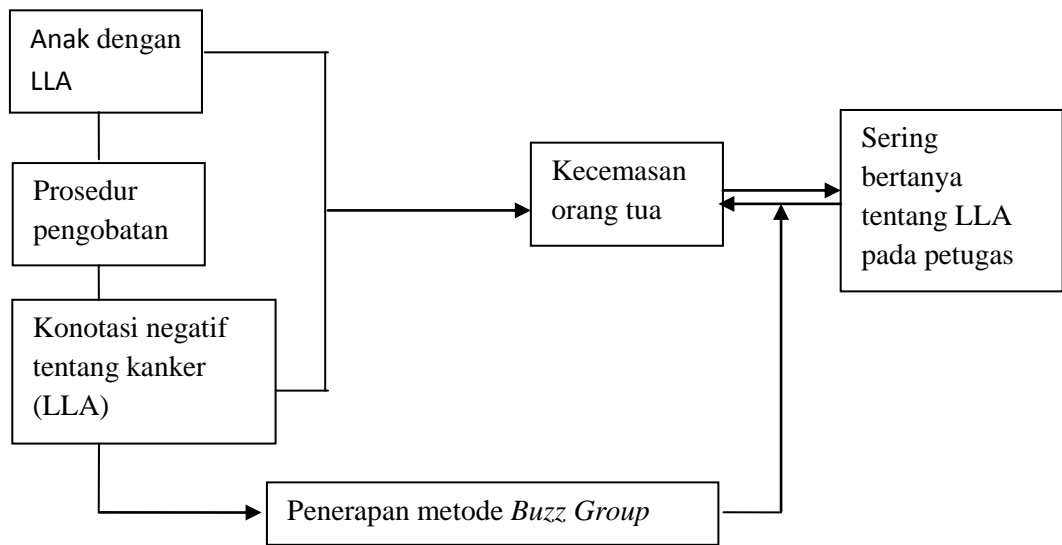 Anak dengan
LLA
Prosedur
pengobatan
Konotasi negatif
tentang kanker
(LLA)
Kecemasan
orang tua
Sering
bertanya
tentang LLA
pada petugas
Penerapan metode Buzz Group